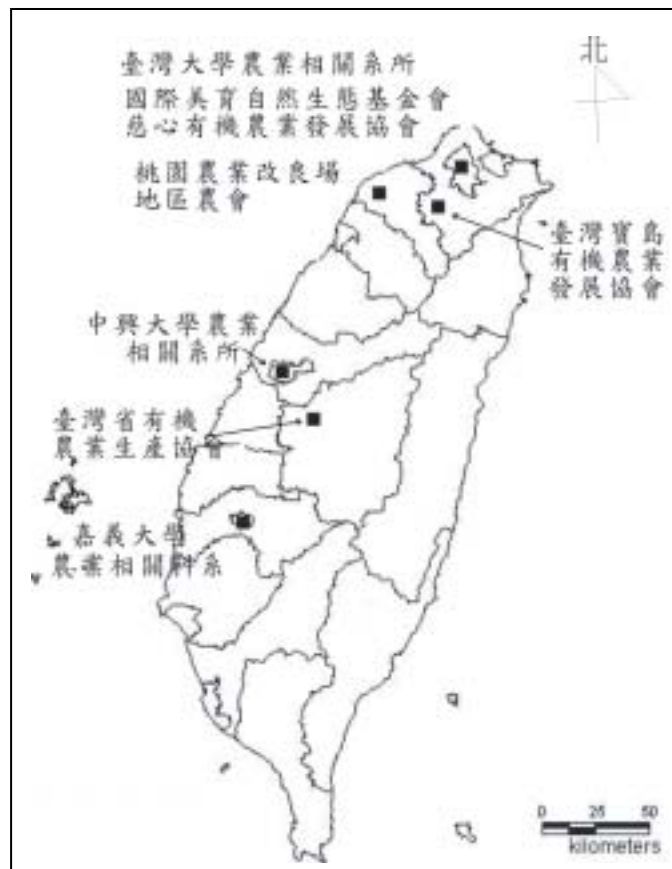 臺灣大學農業相關系所
國際美育自然生態基金會
慈心有機農業發展協會
北
桃園農業改良場
地區農會
臺灣寶島
有機農業
發展協會
中興大學農業
相關系所
臺灣省有機
農業生產協會
嘉義大學
農業相關科系
0 25 50
kilometers